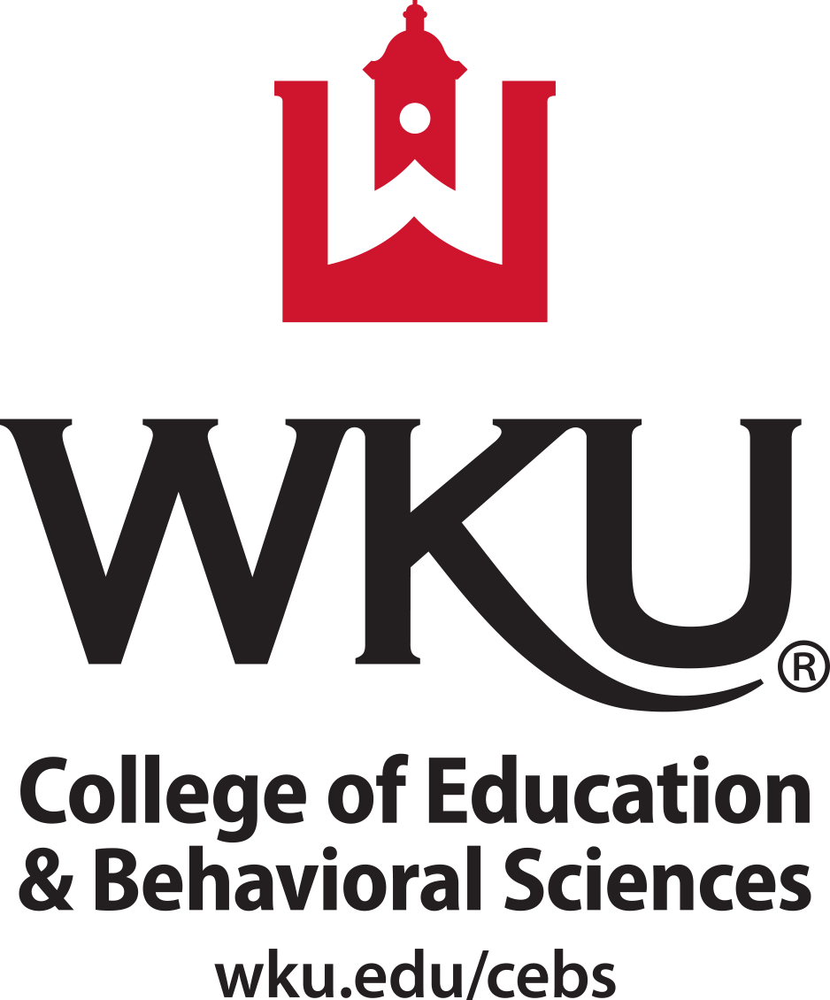 WKU®
College of Education
& Behavioral Sciences
wku.edu/cebs